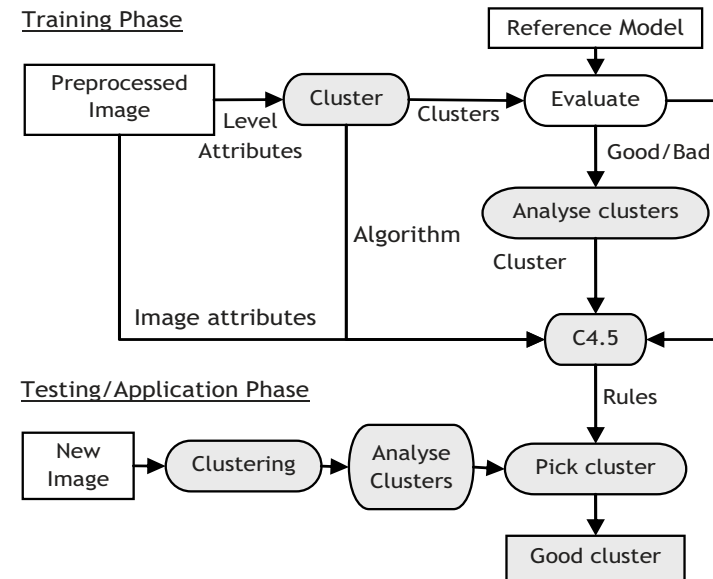 Training Phase
Reference Model
Preprocessed
Image
Cluster
Evaluate
Level
Attributes
Clusters
Good/Bad
Analyse clusters
Algorithm
Cluster
Image attributes
C4.5
Testing/Application Phase
Rules
New
Image
Clustering
Analyse
Clusters
Pick cluster
Good cluster